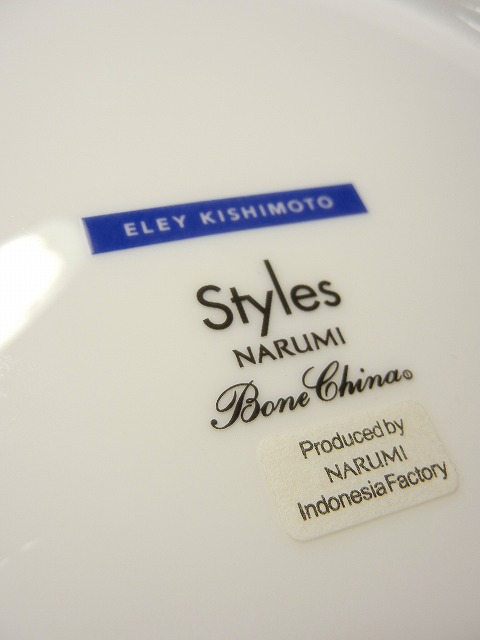 ELEY KISHIMOTO
Styles
NARUMI
Bone China
Produced by
NARUMI
Indonesia Factory